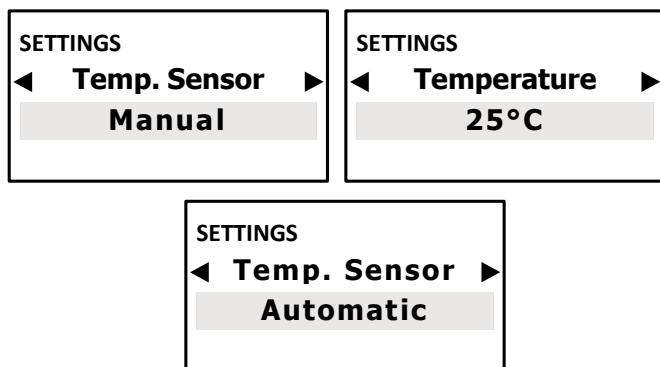 SETTINGS
Temp. Sensor
Manual
SETTINGS
Temperature
25°C
SETTINGS
Temp. Sensor
Automatic